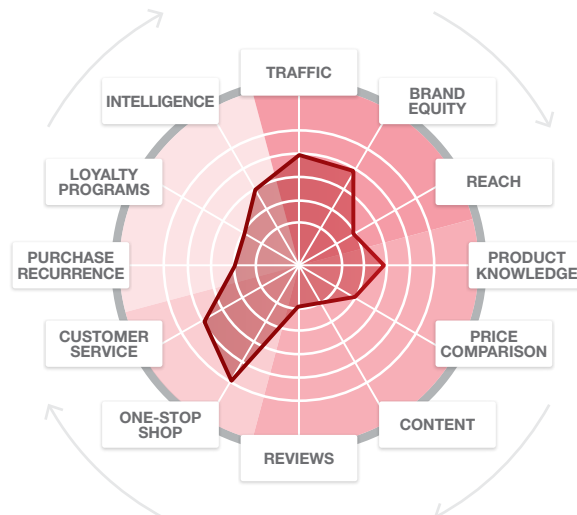 TRAFFIC
BRAND
EQUITY
REACH
PRODUCT
KNOWLEDGE
PRICE
COMPARISON
CONTENT
REVIEWS
ONE-STOP
SHOP
CUSTOMER
SERVICE
PURCHASE
RECURRENCE
LOYALTY
PROGRAMS
INTELLIGENCE